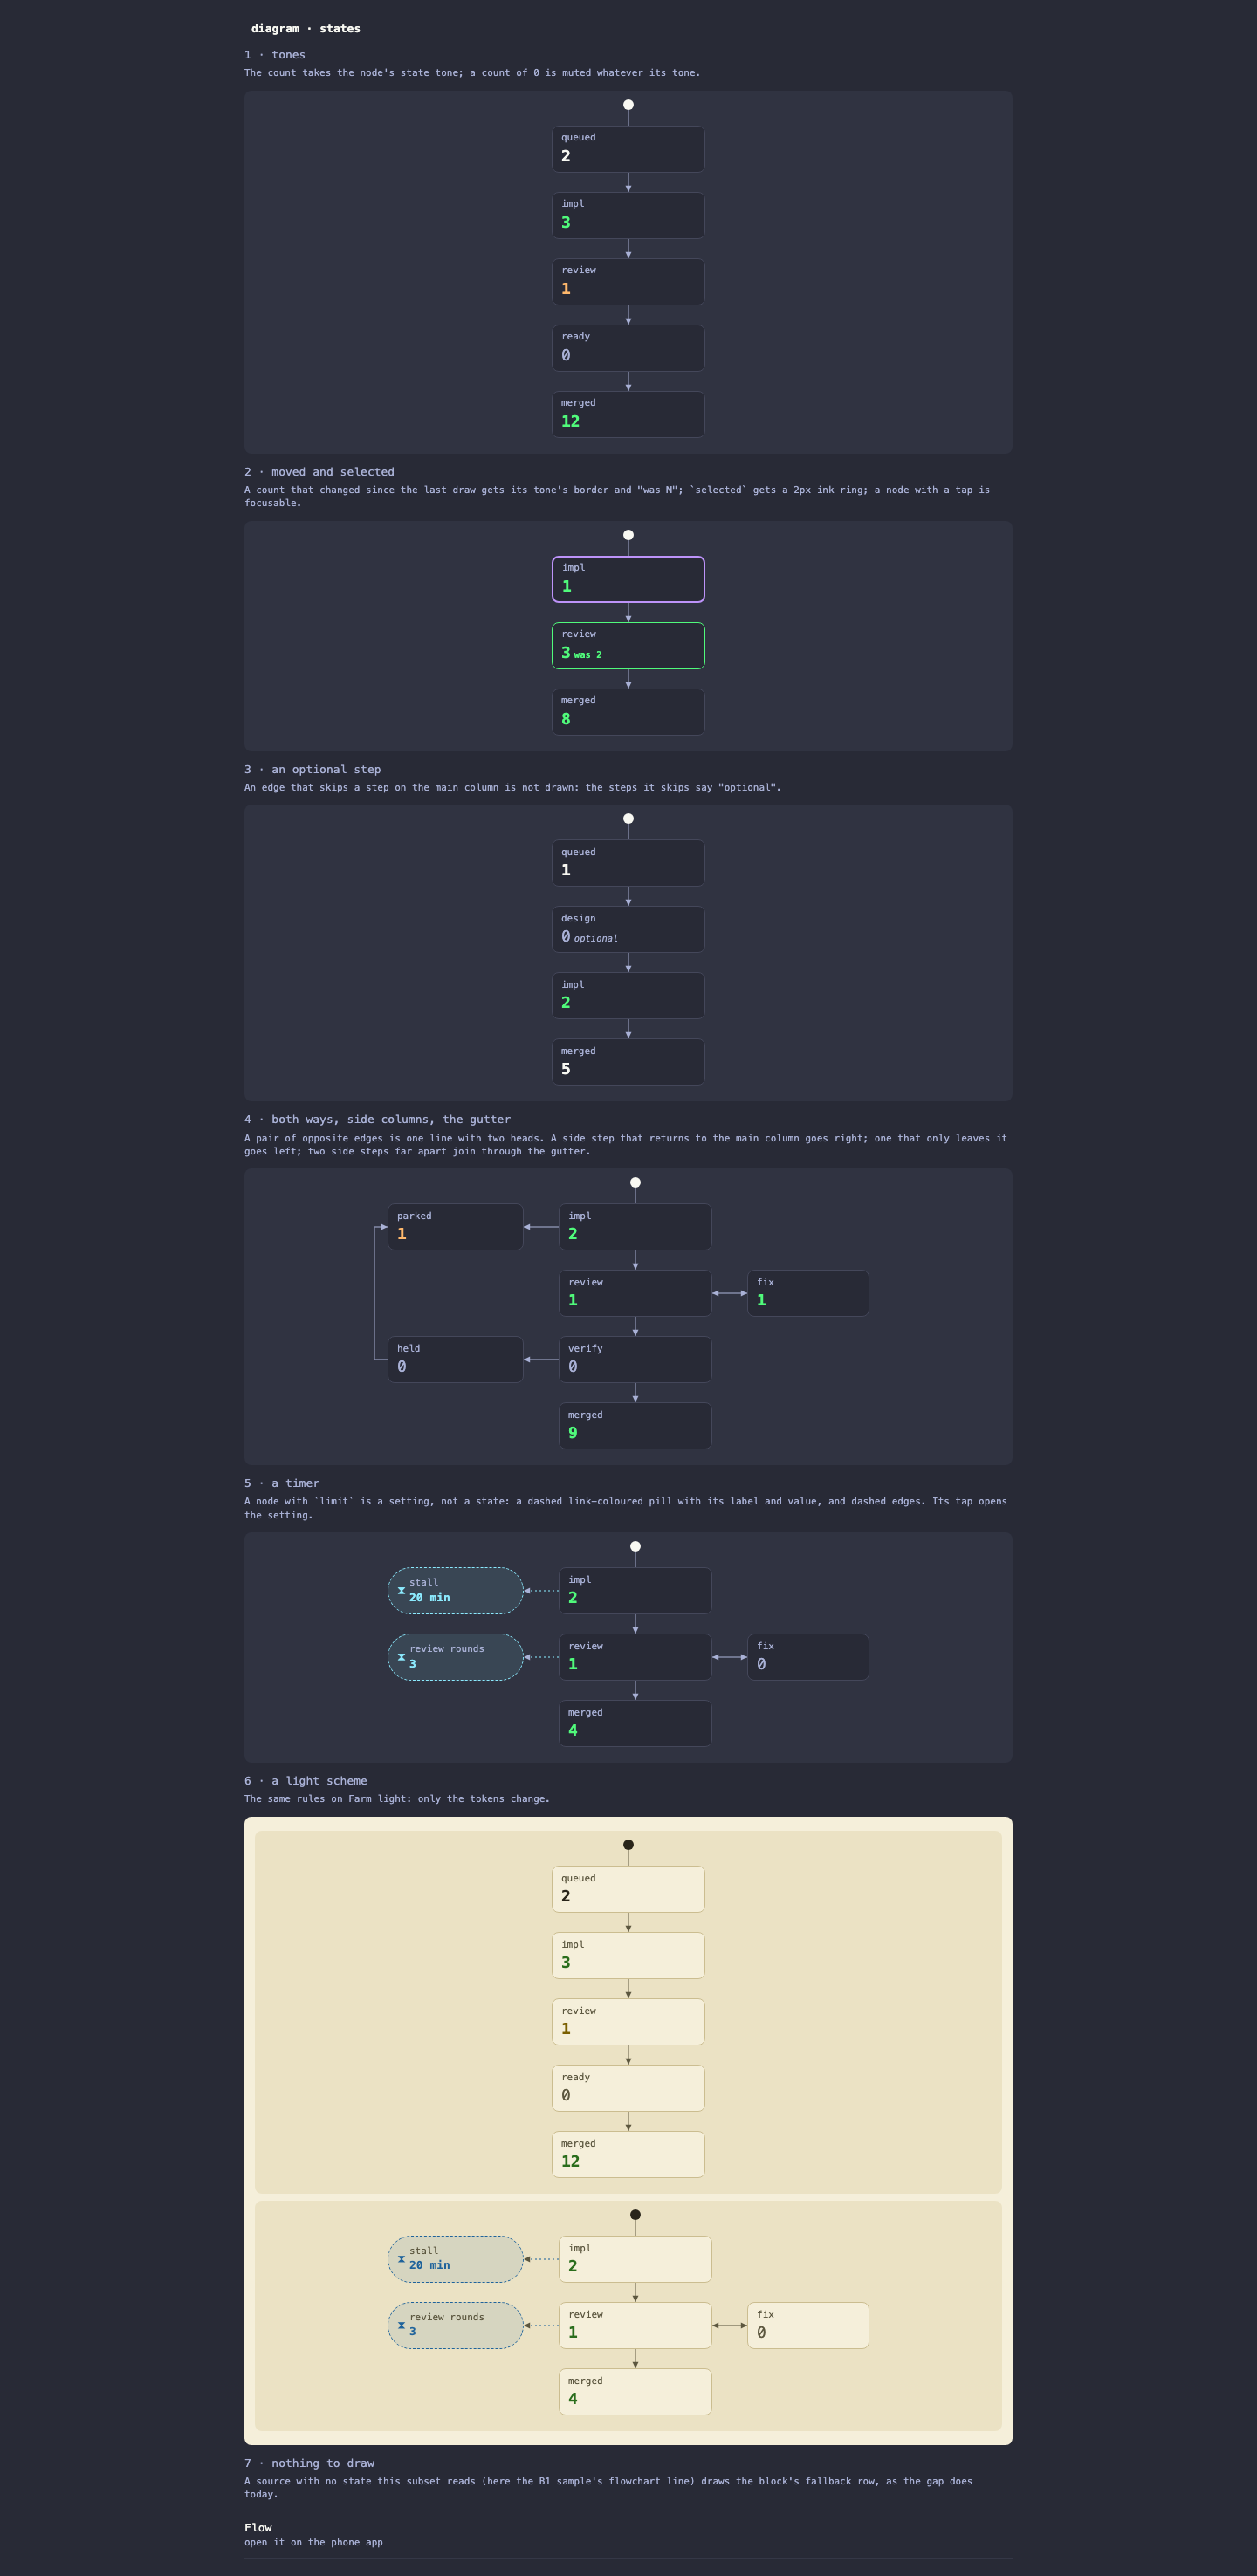 diagram · states
1 · tones
The count takes the node's state tone; a count of 0 is muted whatever its tone.
queued
2
impl
3
review
1
ready
0
merged
12
2 · moved and selected
A count that changed since the last draw gets its tone's border and "was N"; `selected` gets a 2px ink ring; a node with a tap is
focusable.
impl
1
review
3 was 2
merged
8
3 · an optional step
An edge that skips a step on the main column is not drawn: the steps it skips say "optional".
queued
1
design
0 optional
impl
2
merged
5
4 · both ways, side columns, the gutter
A pair of opposite edges is one line with two heads. A side step that returns to the main column goes right; one that only leaves it
goes left; two side steps far apart join through the gutter.
parked
1
impl
2
review
1
fix
1
held
0
verify
0
merged
9
5 · a timer
A node with `limit` is a setting, not a state: a dashed link-coloured pill with its label and value, and dashed edges. Its tap opens
the setting.
stall
20 min
impl
2
review rounds
3
review
1
fix
0
merged
4
6 · a light scheme
The same rules on Farm light: only the tokens change.
queued
2
impl
3
review
1
ready
0
merged
12
stall
20 min
impl
2
review rounds
3
review
1
fix
0
merged
4
7 · nothing to draw
A source with no state this subset reads (here the B1 sample's flowchart line) draws the block's fallback row, as the gap does
today.
Flow
open it on the phone app